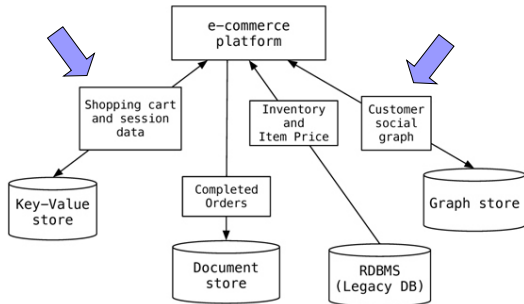 e-commerce
platform
Shopping cart
and session
data
Inventory
and
Item Price
Customer
social
graph
Completed
Orders
Key-Value
store
Document
store
RDBMS
(Legacy DB)
Graph store